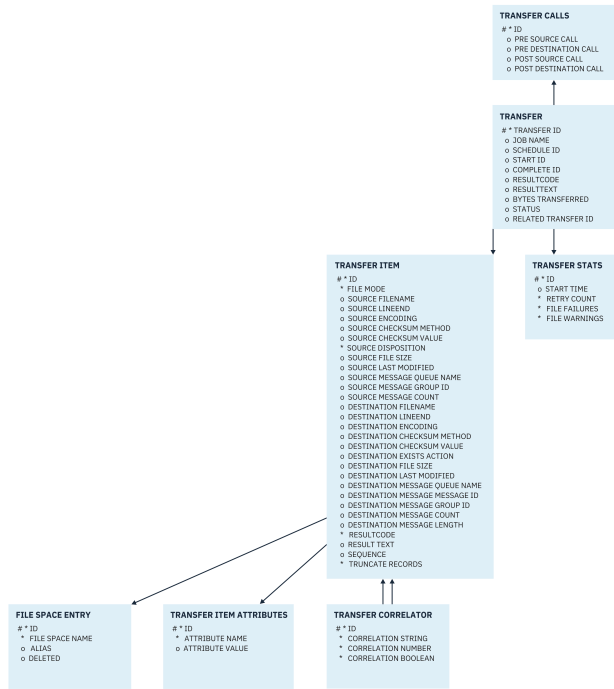 TRANSFER CALLS
# * ID
o PRE SOURCE CALL
o PRE DESTINATION CALL
o POST SOURCE CALL
o POST DESTINATION CALL
TRANSFER
# * TRANSFER ID
o JOB NAME
o SCHEDULE ID
o START ID
o COMPLETE ID
o RESULTCODE
o RESULTTEXT
o BYTES TRANSFERRED
o STATUS
o RELATED TRANSFER ID
TRANSFER ITEM
# * ID
* FILE MODE
o SOURCE FILENAME
o SOURCE LINEEND
o SOURCE ENCODING
o SOURCE CHECKSUM METHOD
o SOURCE CHECKSUM VALUE
* SOURCE DISPOSITION
o SOURCE FILE SIZE
o SOURCE LAST MODIFIED
o SOURCE MESSAGE QUEUE NAME
o SOURCE MESSAGE GROUP ID
o SOURCE MESSAGE COUNT
o DESTINATION FILENAME
o DESTINATION LINEEND
o DESTINATION ENCODING
o DESTINATION CHECKSUM METHOD
o DESTINATION CHECKSUM VALUE
o DESTINATION EXISTS ACTION
o DESTINATION FILE SIZE
o DESTINATION LAST MODIFIED
o DESTINATION MESSAGE QUEUE NAME
o DESTINATION MESSAGE MESSAGE ID
o DESTINATION MESSAGE GROUP ID
o DESTINATION MESSAGE COUNT
o DESTINATION MESSAGE LENGTH
* RESULTCODE
o RESULT TEXT
o SEQUENCE
* TRUNCATE RECORDS
TRANSFER STATS
# * ID
o START TIME
* RETRY COUNT
* FILE FAILURES
* FILE WARNINGS
FILE SPACE ENTRY
# * ID
* FILE SPACE NAME
o ALIAS
o DELETED
TRANSFER ITEM ATTRIBUTES
# * ID
* ATTRIBUTE NAME
o ATTRIBUTE VALUE
TRANSFER CORRELATOR
# * ID
* CORRELATION STRING
* CORRELATION NUMBER
* CORRELATION BOOLEAN